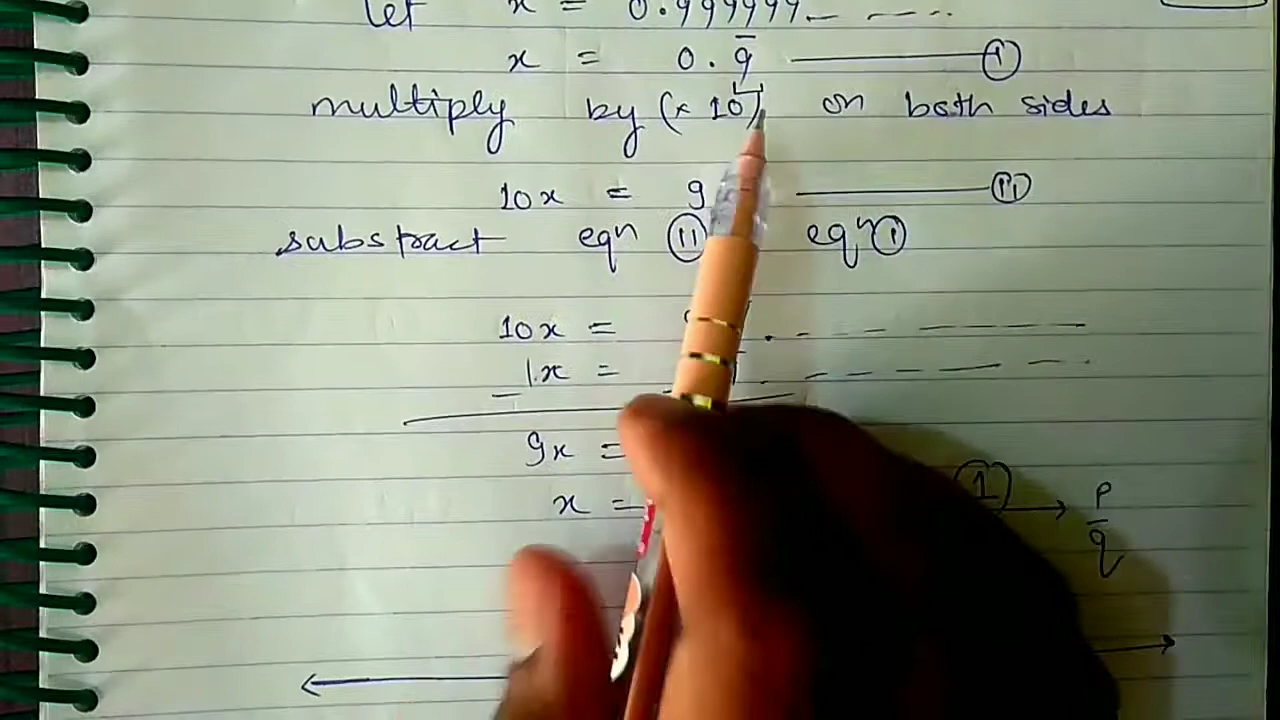 let x = 0.999999
x = 0.9̅ ①
multiply by (× 10) on both sides
10x = 9 ⑪
substract eqn ⑪ eqn ①
10x =
1x =
9x =
x = ① → p/q